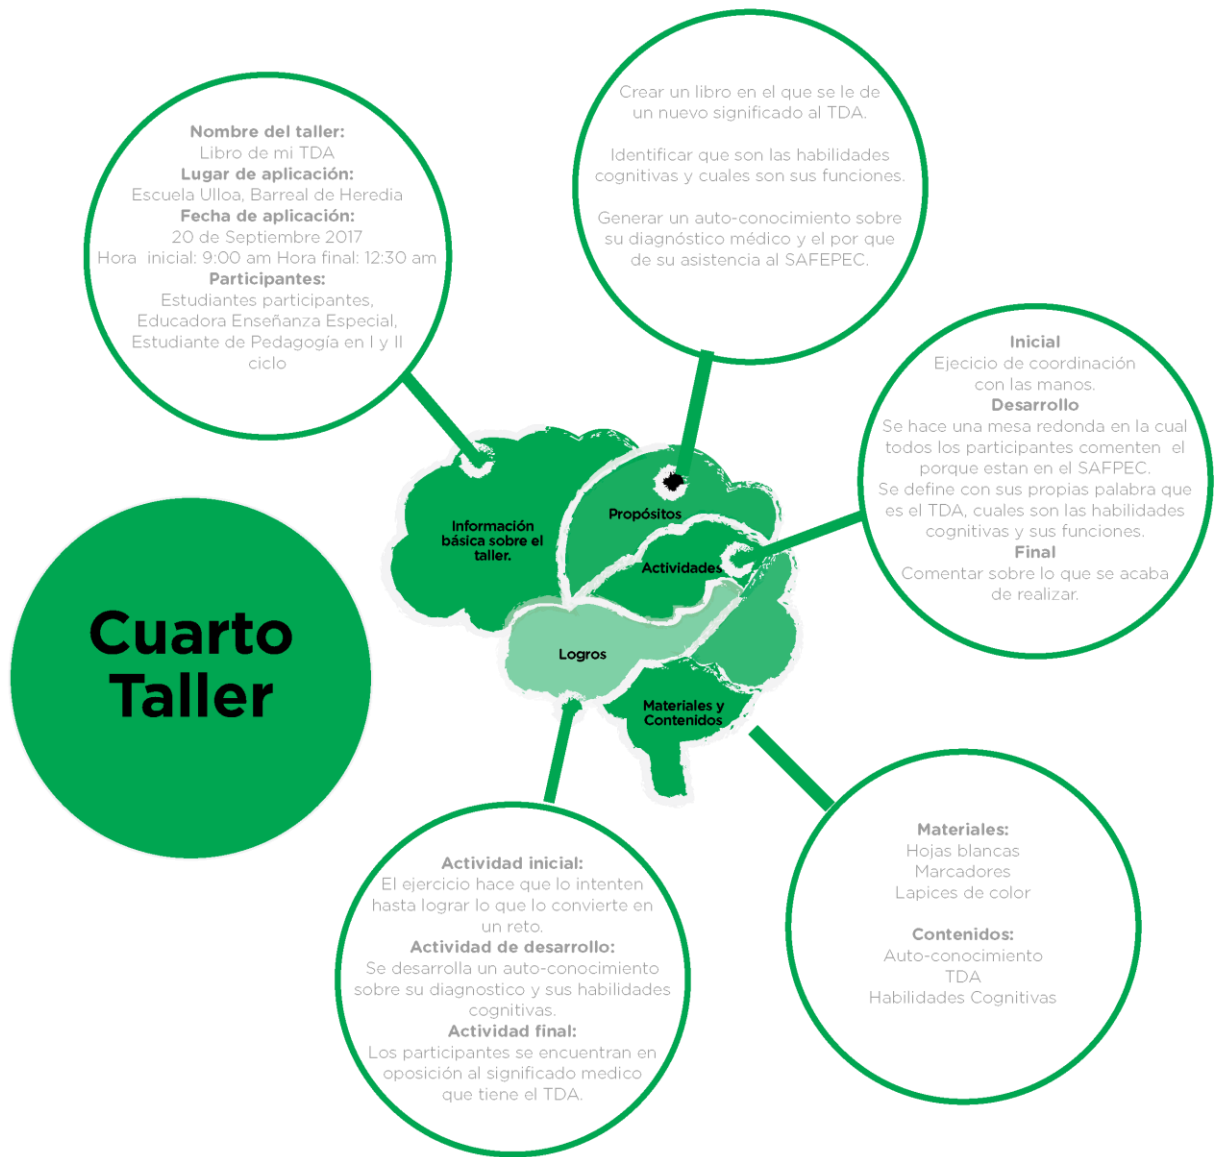 Cuarto
Taller
Nombre del taller:
Libro de mi TDA
Lugar de aplicación:
Escuela Ulloa, Barreal de Heredia
Fecha de aplicación:
20 de Septiembre 2017
Hora inicial: 9:00 am Hora final: 12:30 am
Participantes:
Estudiantes participantes,
Educadora Enseñanza Especial,
Estudiante de Pedagogía en I y II
ciclo
Crear un libro en el que se le de
un nuevo significado al TDA.
Identificar que son las habilidades
cognitivas y cuales son sus funciones.
Generar un auto-conocimiento sobre
su diagnóstico médico y el por que
de su asistencia al SAFEPEC.
Inicial
Ejecicio de coordinación
con las manos.
Desarrollo
Se hace una mesa redonda en la cual
todos los participantes comenten el
porque estan en el SAFPEC.
Se define con sus propias palabra que
es el TDA, cuales son las habilidades
cognitivas y sus funciones.
Final
Comentar sobre lo que se acaba
de realizar.
Información
básica sobre el
taller.
Propósitos
Actividades
Logros
Materiales y
Contenidos
Actividad inicial:
El ejercicio hace que lo intenten
hasta lograr lo que lo convierte en
un reto.
Actividad de desarrollo:
Se desarrolla un auto-conocimiento
sobre su diagnostico y sus habilidades
cognitivas.
Actividad final:
Los participantes se encuentran en
oposición al significado medico
que tiene el TDA.
Materiales:
Hojas blancas
Marcadores
Lapices de color
Contenidos:
Auto-conocimiento
TDA
Habilidades Cognitivas